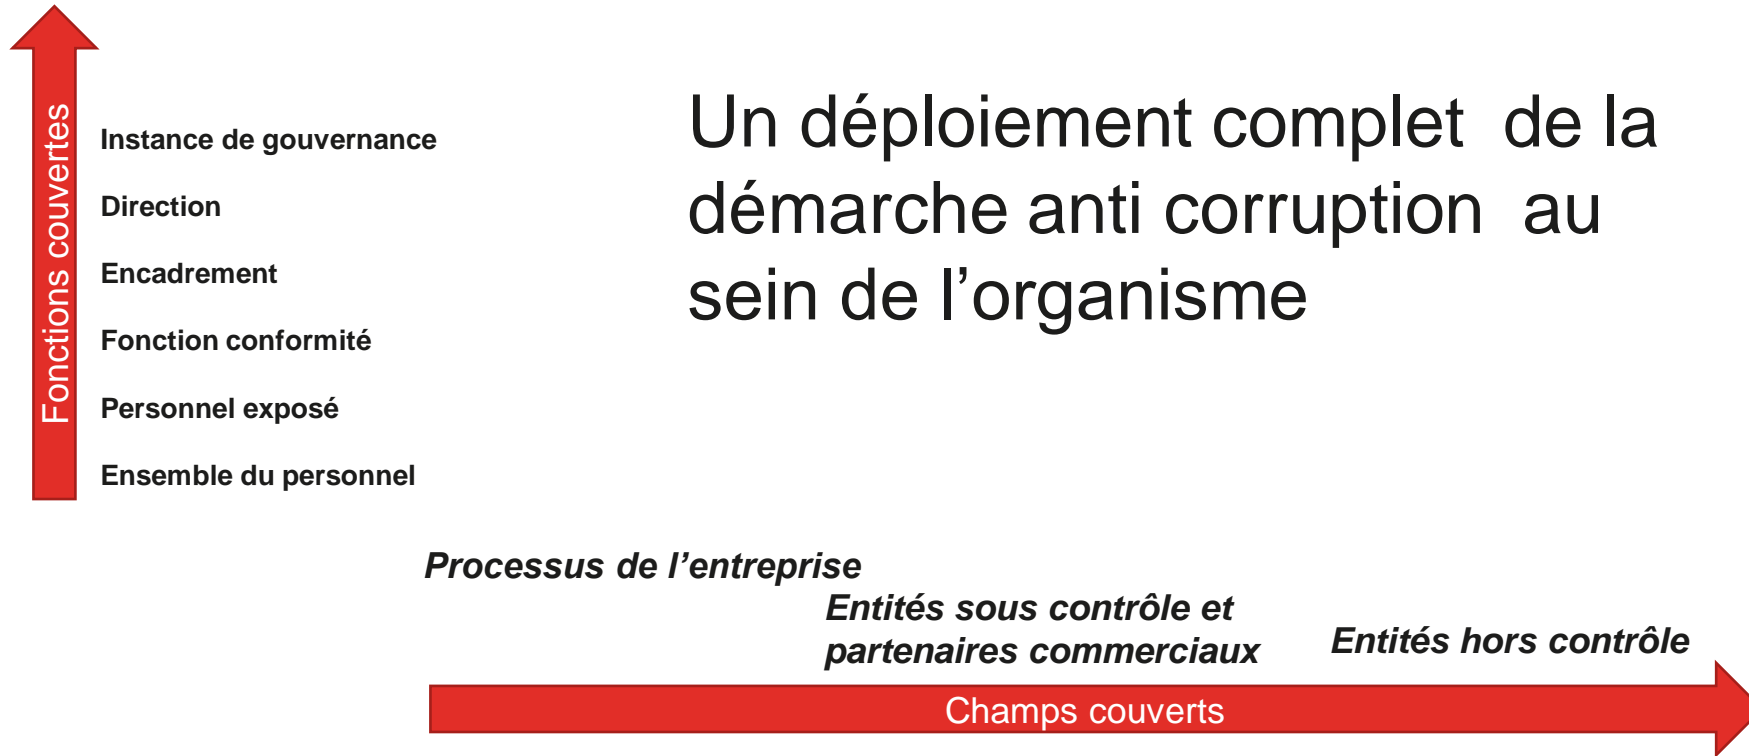 Un déploiement complet  de la
démarche anti corruption  au
sein de l’organisme
Fonctions couvertes
Instance de gouvernance
Direction
Encadrement
Fonction conformité
Personnel exposé
Ensemble du personnel
Processus de l’entreprise
Entités sous contrôle et
partenaires commerciaux
Entités hors contrôle
Champs couverts